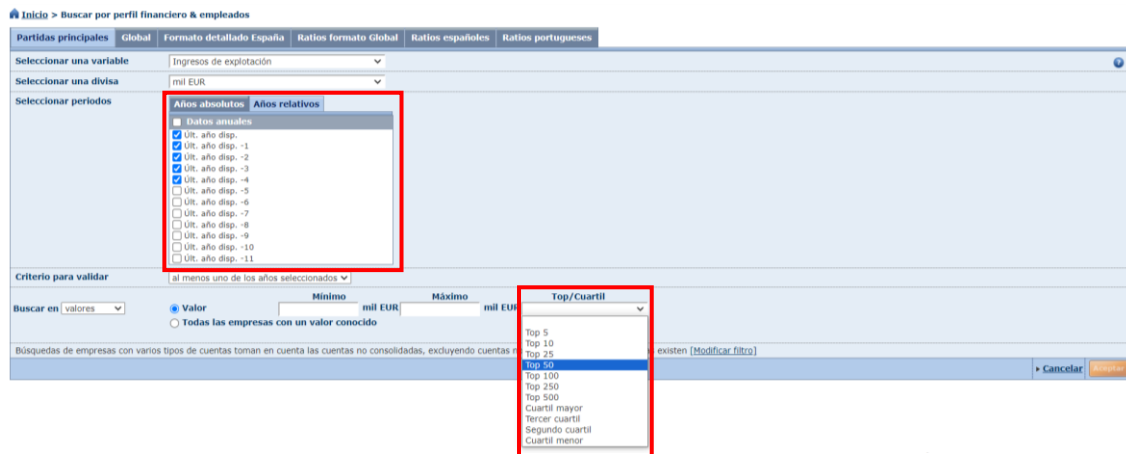 Inicio > Buscar por perfil financiero & empleados
Partidas principales Global Formato detallado España Ratios formato Global Ratios españoles Ratios portugueses
Seleccionar una variable Ingresos de explotación
Seleccionar una divisa mil EUR
Seleccionar periodos Años absolutos Años relativos
Datos anuales
Últ. año disp.
Últ. año disp. -1
Últ. año disp. -2
Últ. año disp. -3
Últ. año disp. -4
Últ. año disp. -5
Últ. año disp. -6
Últ. año disp. -7
Últ. año disp. -8
Últ. año disp. -9
Últ. año disp. -10
Últ. año disp. -11
Criterio para validar al menos uno de los años seleccionados
Mínimo Máximo Top/Cuartil
Buscar en valores Valor mil EUR mil EUR
Todas las empresas con un valor conocido
Top 5
Top 10
Top 25
Top 50
Top 100
Top 250
Top 500
Cuartil mayor
Tercer cuartil
Segundo cuartil
Cuartil menor
Búsquedas de empresas con varios tipos de cuentas toman en cuenta las cuentas no consolidadas, excluyendo cuentas existen [Modificar filtro]
Cancelar Aceptar